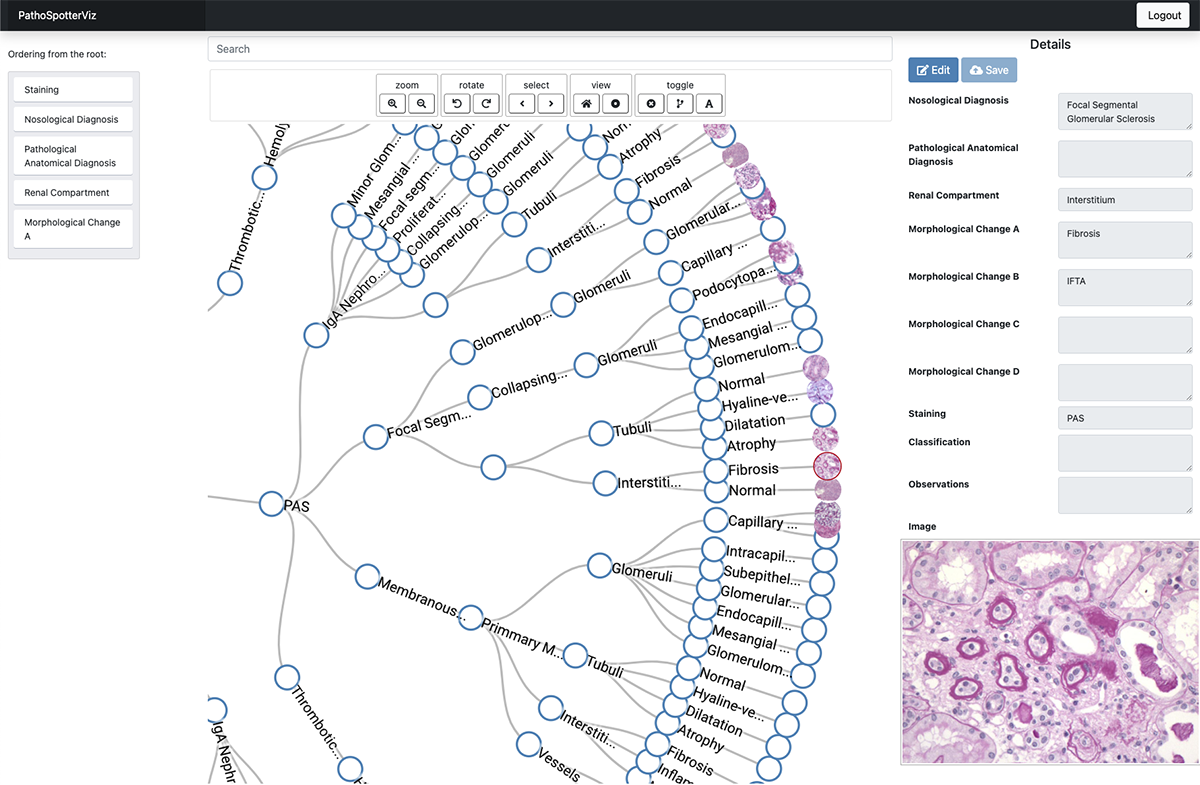 PathoSpotterViz
Logout
Ordering from the root:
Staining
Nosological Diagnosis
Pathological
Anatomical Diagnosis
Renal Compartment
Morphological Change
A
Search
zoom
rotate
select
view
toggle
A
Hemoly
Thrombotic...
Minor Glom...
Mesangial ...
Focal segm...
Proliferat...
Collapsing...
Glomerulop...
IgA Nephro...
Glomeruli
Glomeruli
Tubuli
Interstiti...
Atrophy
Fibrosis
Normal
Glomerulop...
Glomeruli
Glomerular...
Capillary ...
Podocytopa...
Focal Segm...
Collapsing...
Glomeruli
Endocapill...
Mesangial ...
Glomerulom...
Tubuli
Normal
Hyaline-ve...
Dilatation
Atrophy
Interstiti...
Fibrosis
Normal
PAS
Membranous...
Primmary M...
Glomeruli
Capillary ...
Intracapil...
Subepithel...
Glomerular...
Endocapill...
Mesangial ...
Glomerulom...
Tubuli
Normal
Hyaline-ve...
Dilatation
Atrophy
Interstiti...
Fibrosis
Inflam
Vessels
Thrombotic...
IgA Nephr
Details
Edit
Save
Nosological Diagnosis
Focal Segmental
Glomerular Sclerosis
Pathological Anatomical
Diagnosis
Renal Compartment
Interstitium
Morphological Change A
Fibrosis
Morphological Change B
IFTA
Morphological Change C
Morphological Change D
Staining
PAS
Classification
Observations
Image